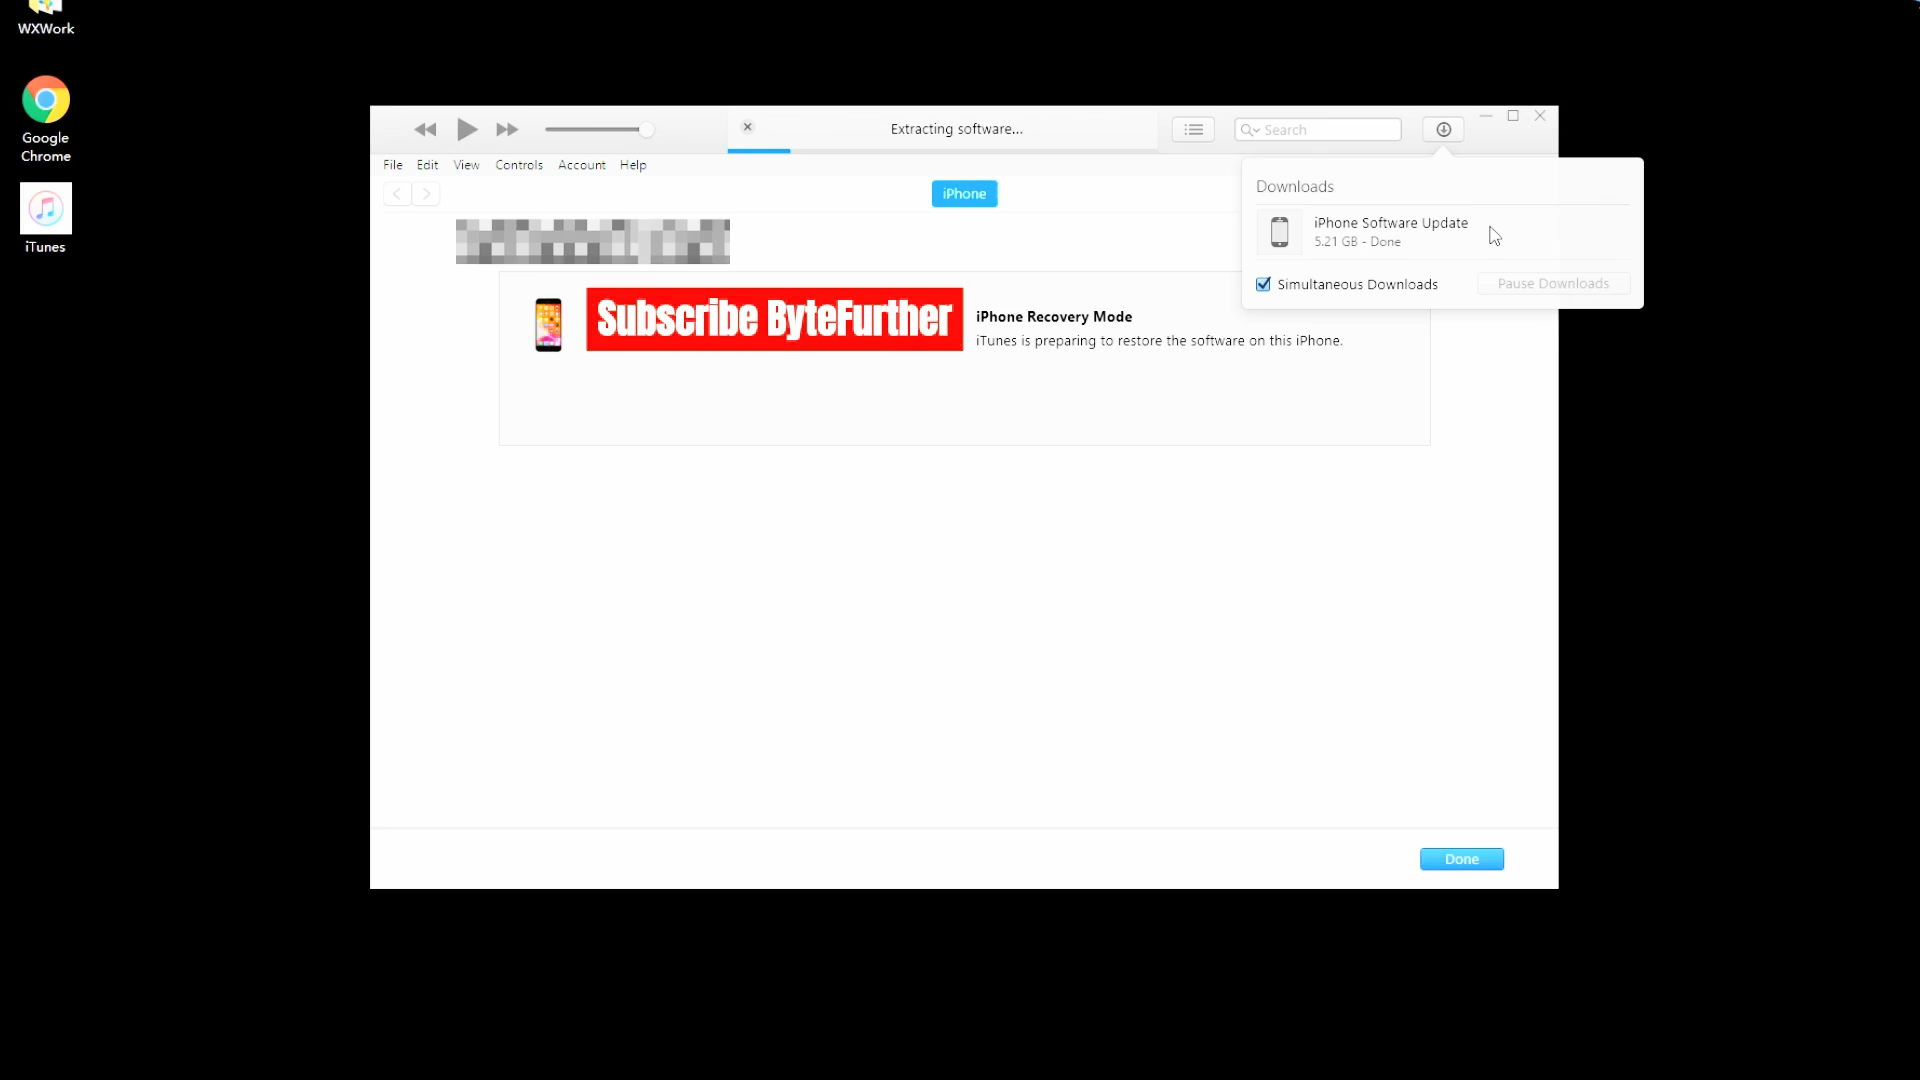 WXWork
Google
Chrome
iTunes
Extracting software...
Search
File Edit View Controls Account Help
iPhone
Downloads
iPhone Software Update
5.21 GB - Done
Simultaneous Downloads
Pause Downloads
Subscribe ByteFurther
iPhone Recovery Mode
iTunes is preparing to restore the software on this iPhone.
Done